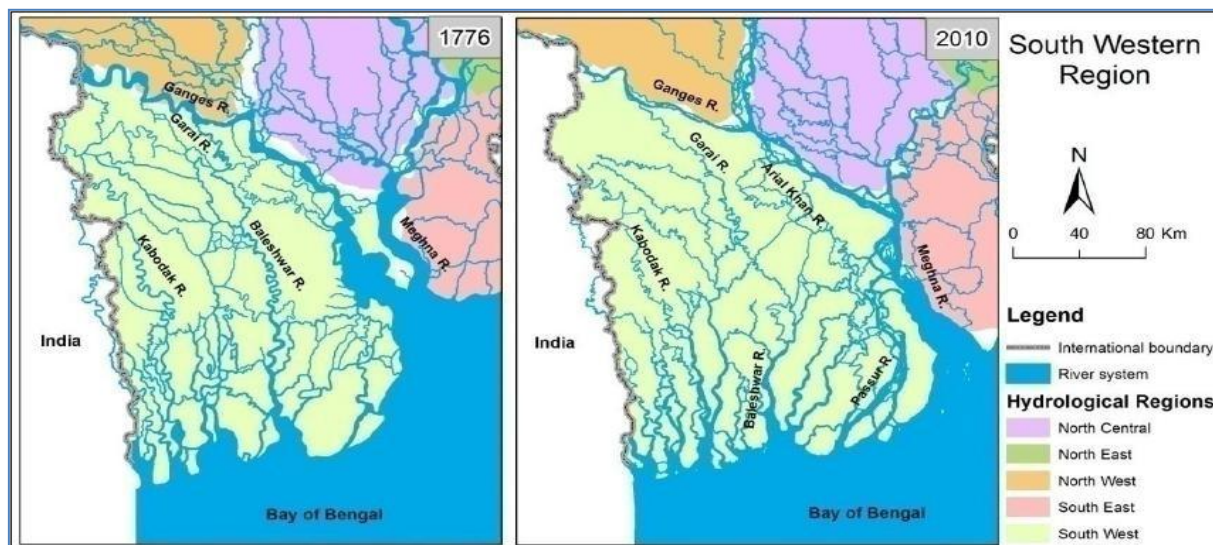 1776
Ganges R.
Garai R.
Kabodak R.
Baleshwar R.
Meghna R.
India
Bay of Bengal
2010
Ganges R.
Garai R.
Arial Khan R.
Kabodak R.
Meghna R.
India
Baleshwar R.
Passur R
Bay of Bengal
South Western
Region
N
0 40 80 Km
Legend
International boundary
River system
Hydrological Regions
North Central
North East
North West
South East
South West